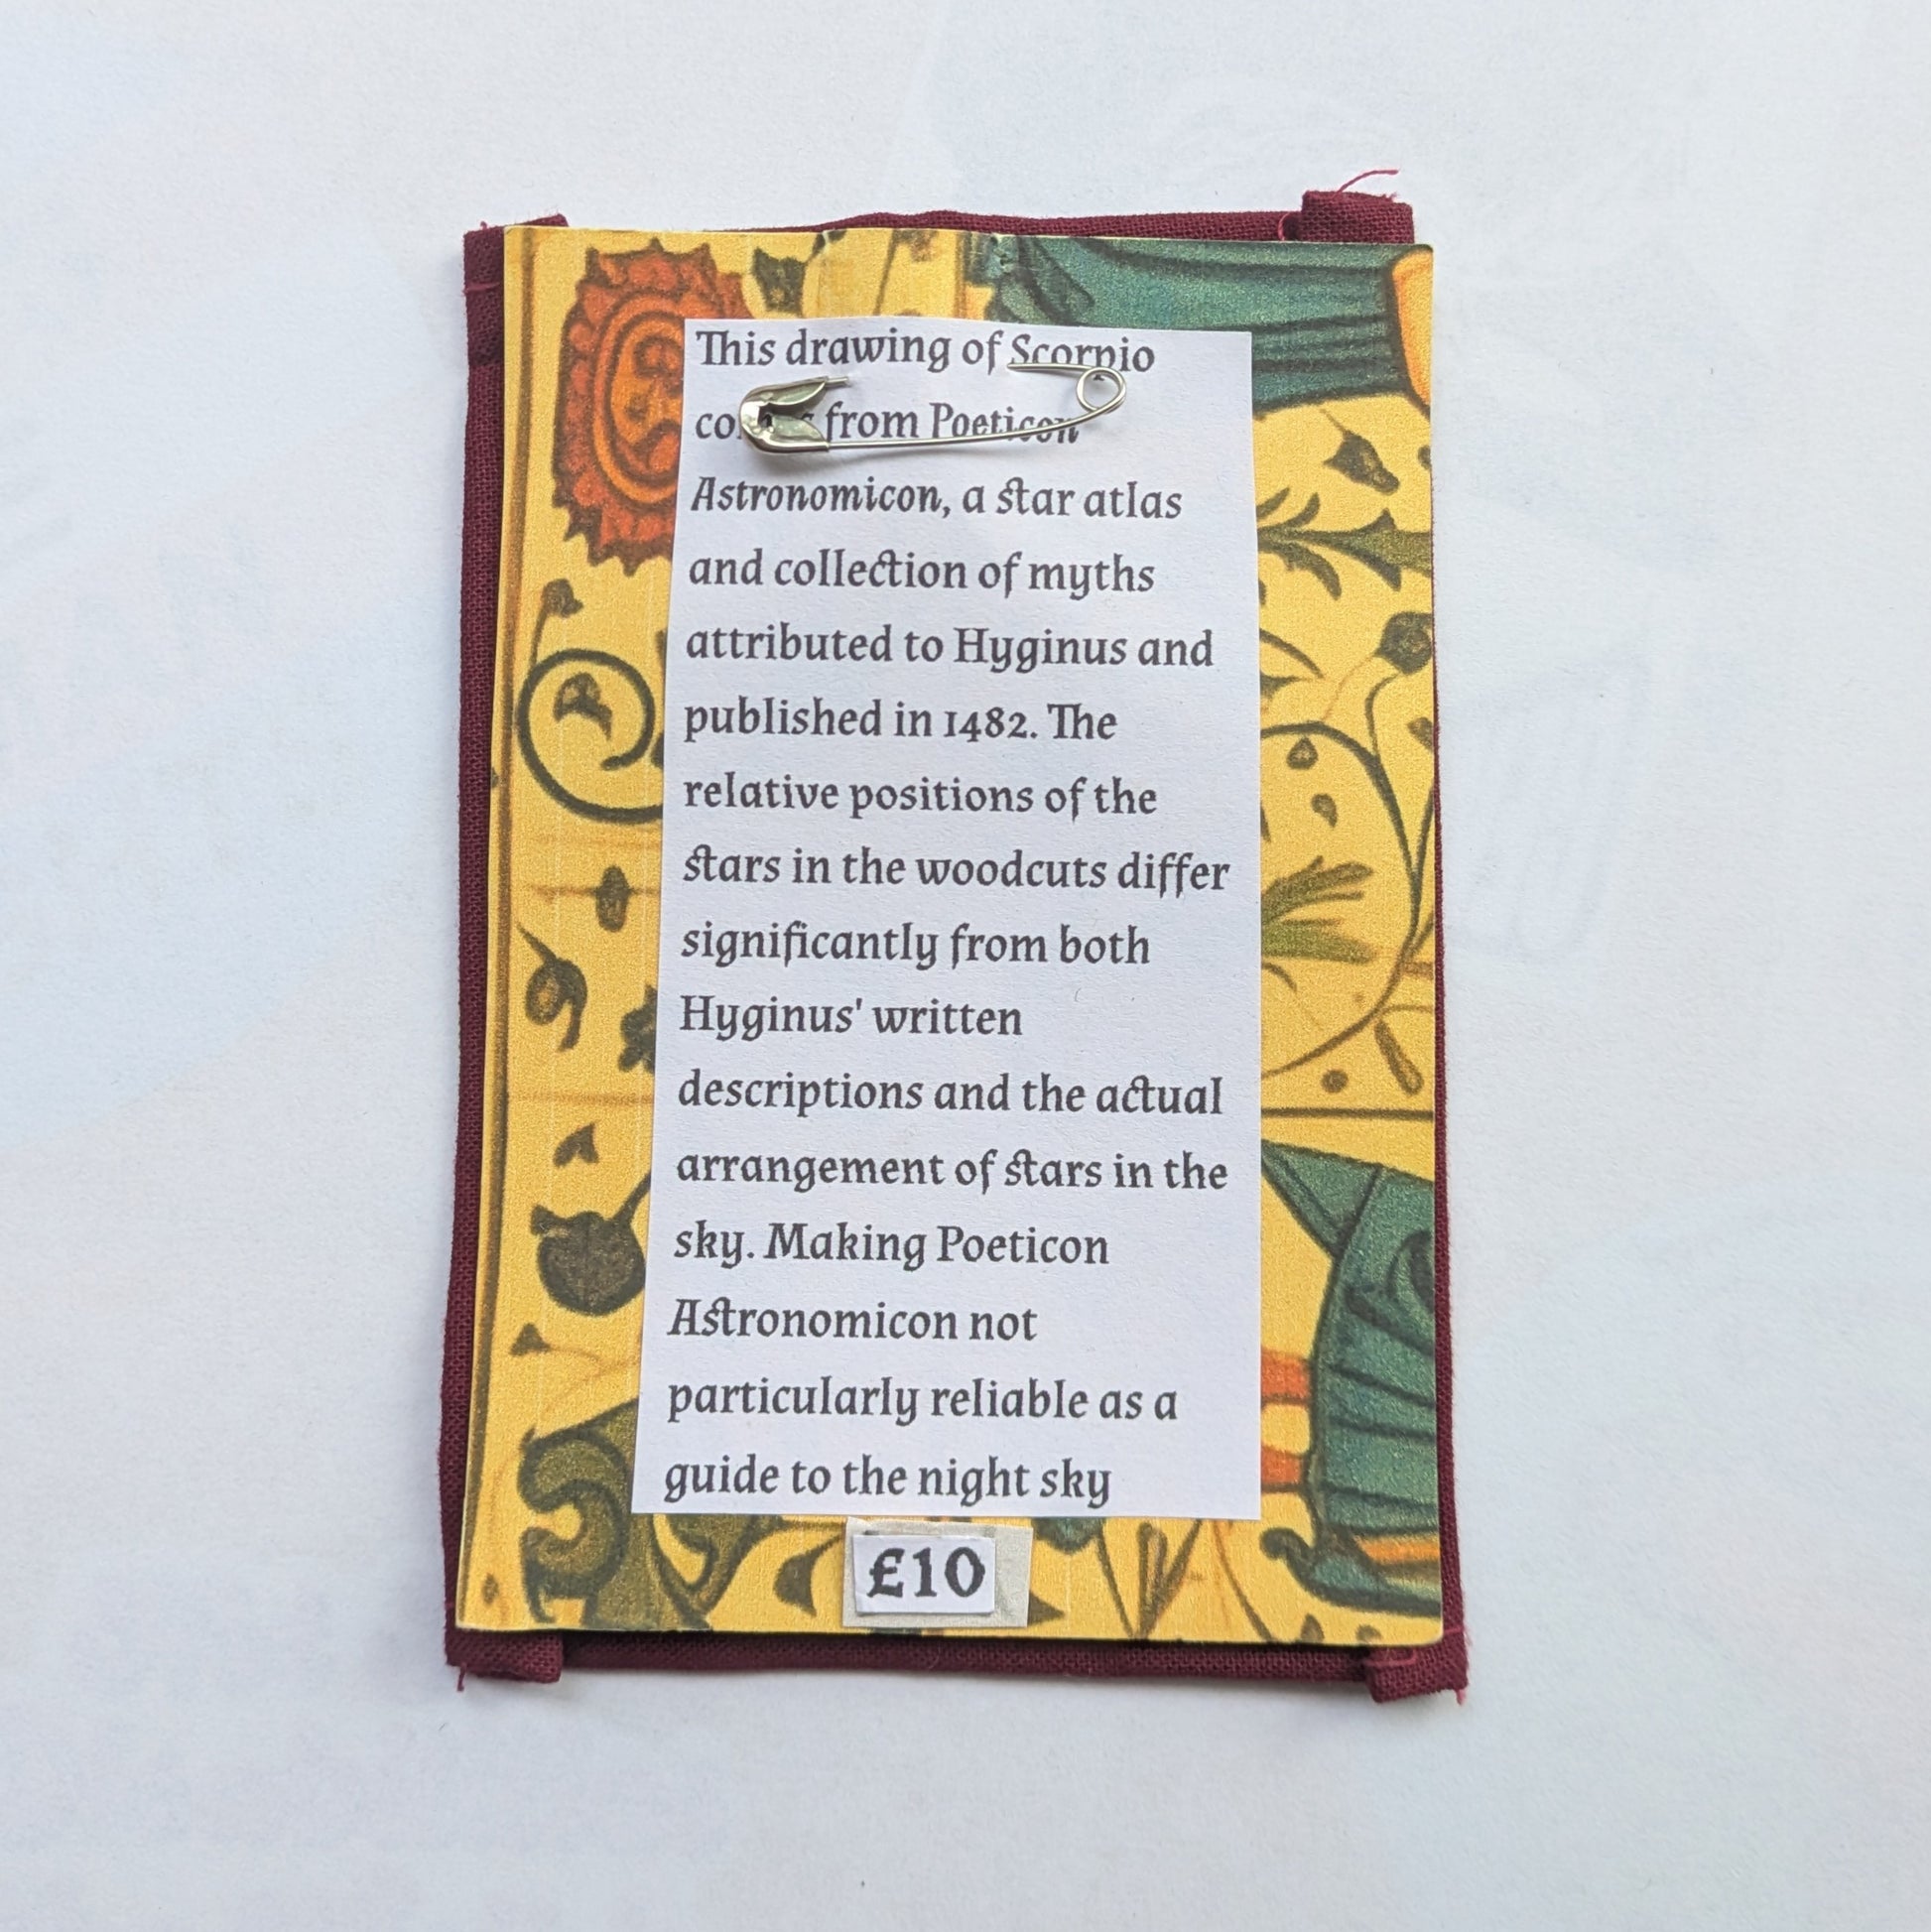 This drawing of Scorpio
comes from Poeticon
Astronomicon, a star atlas
and collection of myths
attributed to Hyginus and
published in 1482. The
relative positions of the
stars in the woodcuts differ
significantly from both
Hyginus' written
descriptions and the actual
arrangement of stars in the
sky. Making Poeticon
Astronomicon not
particularly reliable as a
guide to the night sky
£10